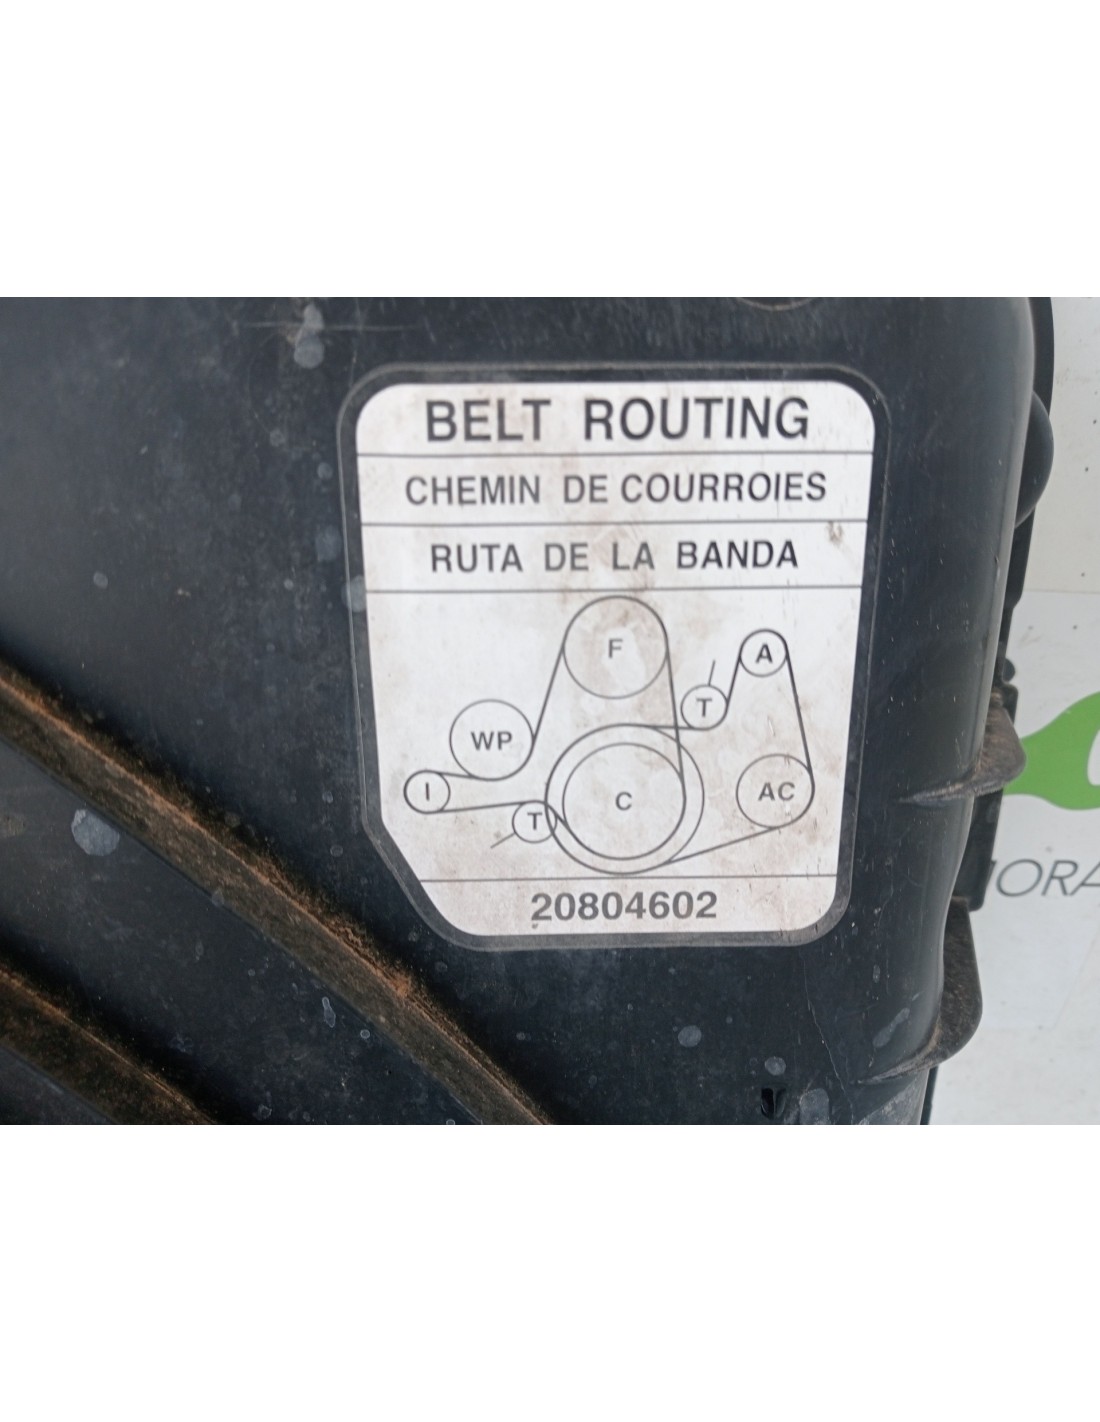 BELT ROUTING
CHEMIN DE COURROIES
RUTA DE LA BANDA
F
A
T
WP
I
C
AC
T
20804602